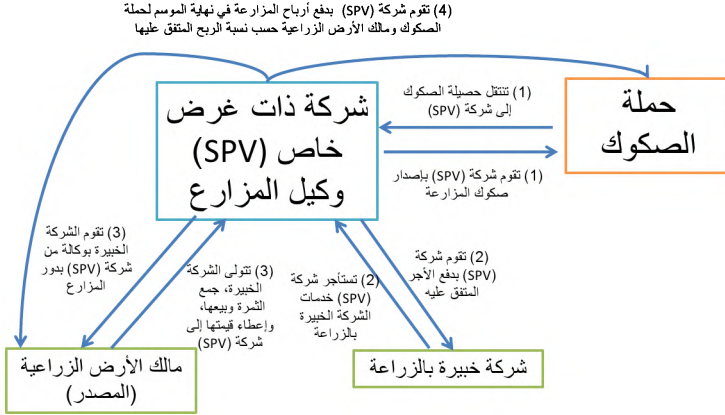 (4) تقوم شركة (SPV) بدفع أرباح المزارعة في نهاية الموسم لحملة
الصكوك ومالك الأرض الزراعية حسب نسبة الربح المتفق عليها
حملة
الصكوك
(1) تنتقل حصيلة الصكوك
إلى شركة (SPV)
(1) تقوم شركة (SPV) بإصدار
صكوك المزارعة
شركة ذات غرض
خاص (SPV)
وكيل المزارع
(2) تقوم شركة
(SPV) بدفع الأجر
المتفق عليه
(2) تستأجر شركة
(SPV) خدمات
الشركة الخبيرة
بالزراعة
(3) تتولى الشركة
الخبيرة، جمع
الثمرة وبيعها،
وإعطاء قيمتها إلى
شركة (SPV)
(3) تقوم الشركة
الخبيرة بوكالة من
شركة (SPV) بدور
المزارع
شركة خبيرة بالزراعة
مالك الأرض الزراعية
(المصدر)